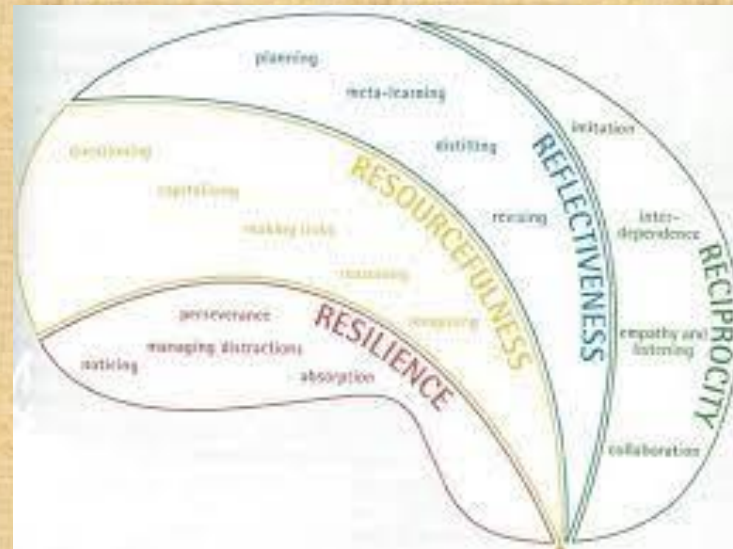 planning
meta-learning
distilling
revising
REFLECTIVENESS
questioning
capitalising
making links
reasoning
imagining
RESOURCEFULNESS
perseverance
managing distractions
noticing
absorption
RESILIENCE
imitation
inter-
dependence
empathy and
listening
collaboration
RECIPROCITY